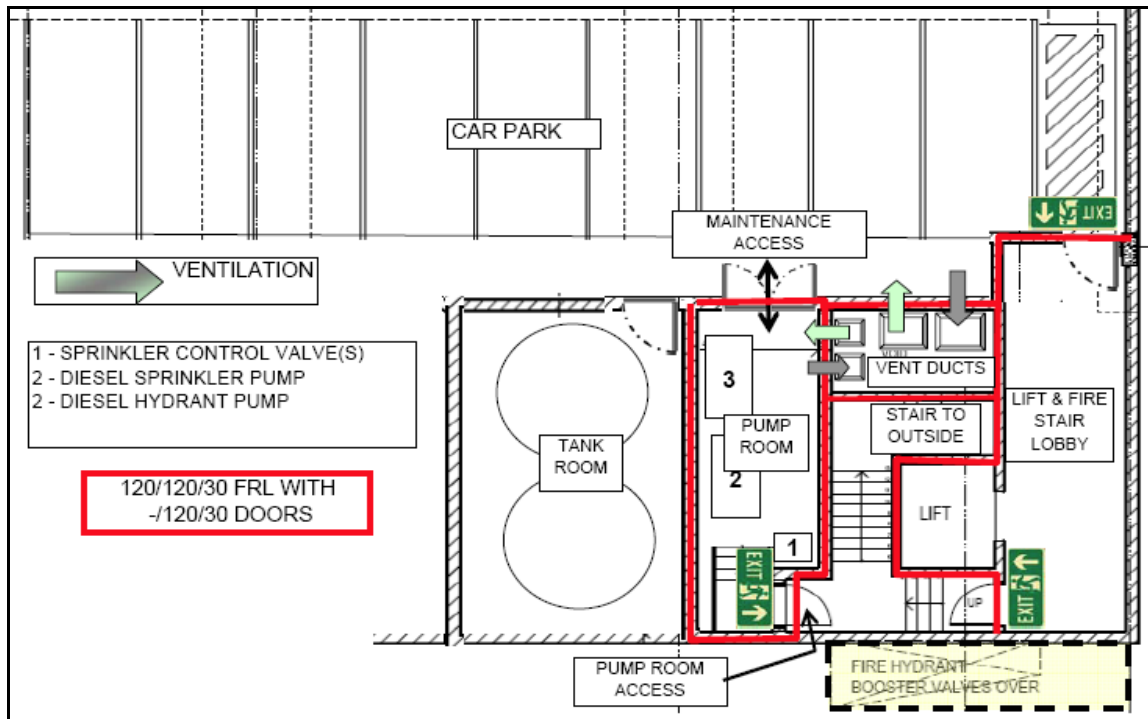 CAR PARK
EXIT
MAINTENANCE
ACCESS
VENTILATION
1 - SPRINKLER CONTROL VALVE(S)
2 - DIESEL SPRINKLER PUMP
2 - DIESEL HYDRANT PUMP
VOID
VENT DUCTS
3
LIFT & FIRE
STAIR
LOBBY
STAIR TO
OUTSIDE
PUMP
ROOM
TANK
ROOM
2
120/120/30 FRL WITH
-/120/30 DOORS
LIFT
1
EXIT
EXIT
UP
PUMP ROOM
ACCESS
FIRE HYDRANT
BOOSTER VALVES OVER